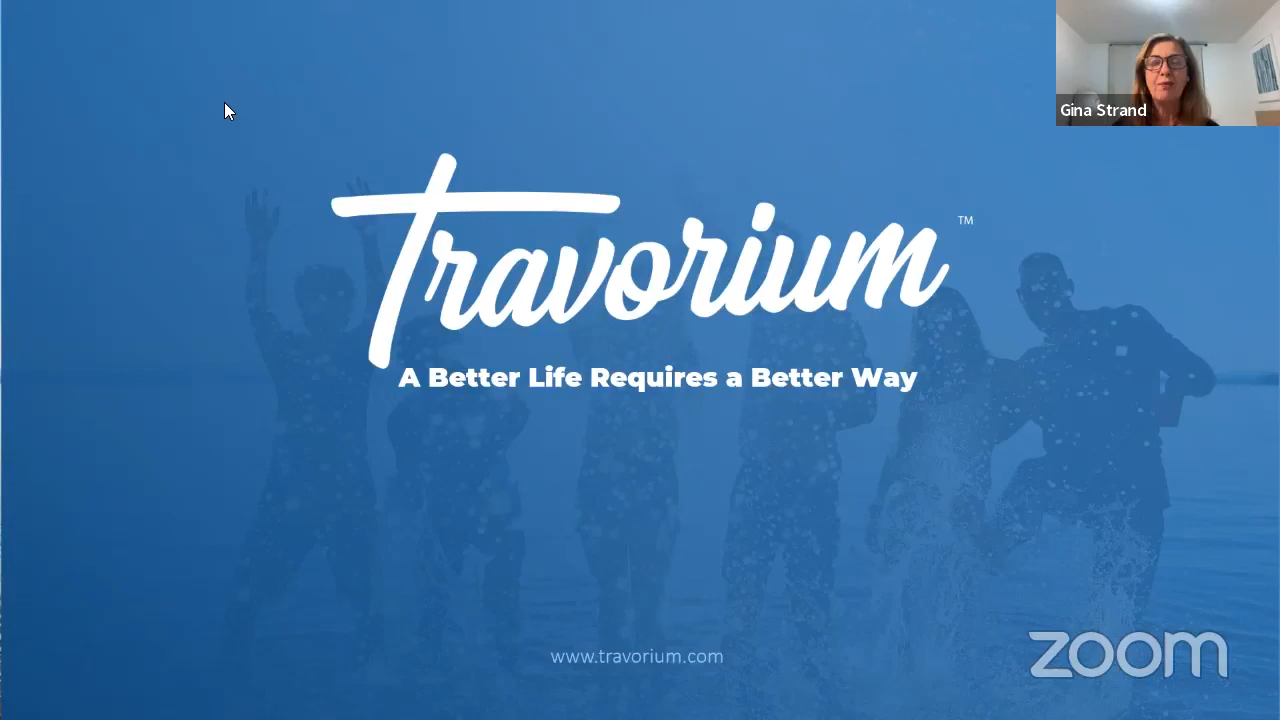 Gina Strand
Travorium™
A Better Life Requires a Better Way
www.travorium.com
zoom